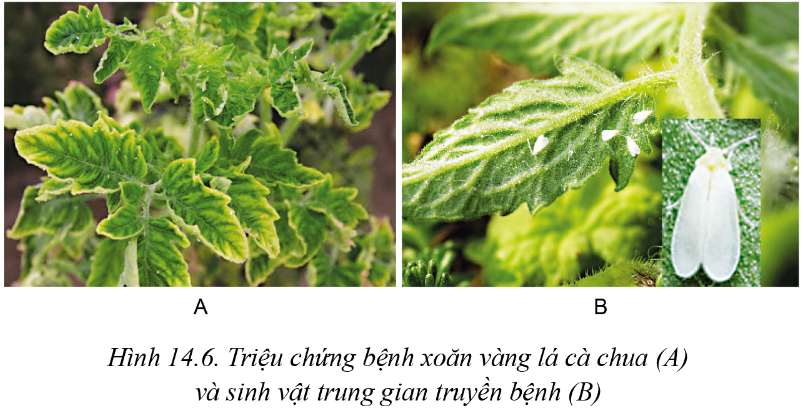 A
B
Hình 14.6. Triệu chứng bệnh xoăn vàng lá cà chua (A)
và sinh vật trung gian truyền bệnh (B)